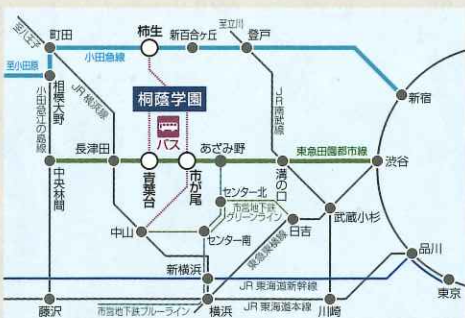 至八王子
町田
柿生
新百合ヶ丘
至立川
登戸
小田急線
至小田原
相模大野
小田急江の島線
JR横浜線
桐蔭学園
バス
JR南武線
新宿
長津田
青葉台
市が尾
あざみ野
東急田園都市線
溝の口
渋谷
中央林間
センター北
市営地下鉄
グリーンライン
日吉
武蔵小杉
中山
センター南
東急東横線
品川
新横浜
JR東海道新幹線
東京
藤沢
市営地下鉄ブルーライン
横浜
JR東海道本線
川崎